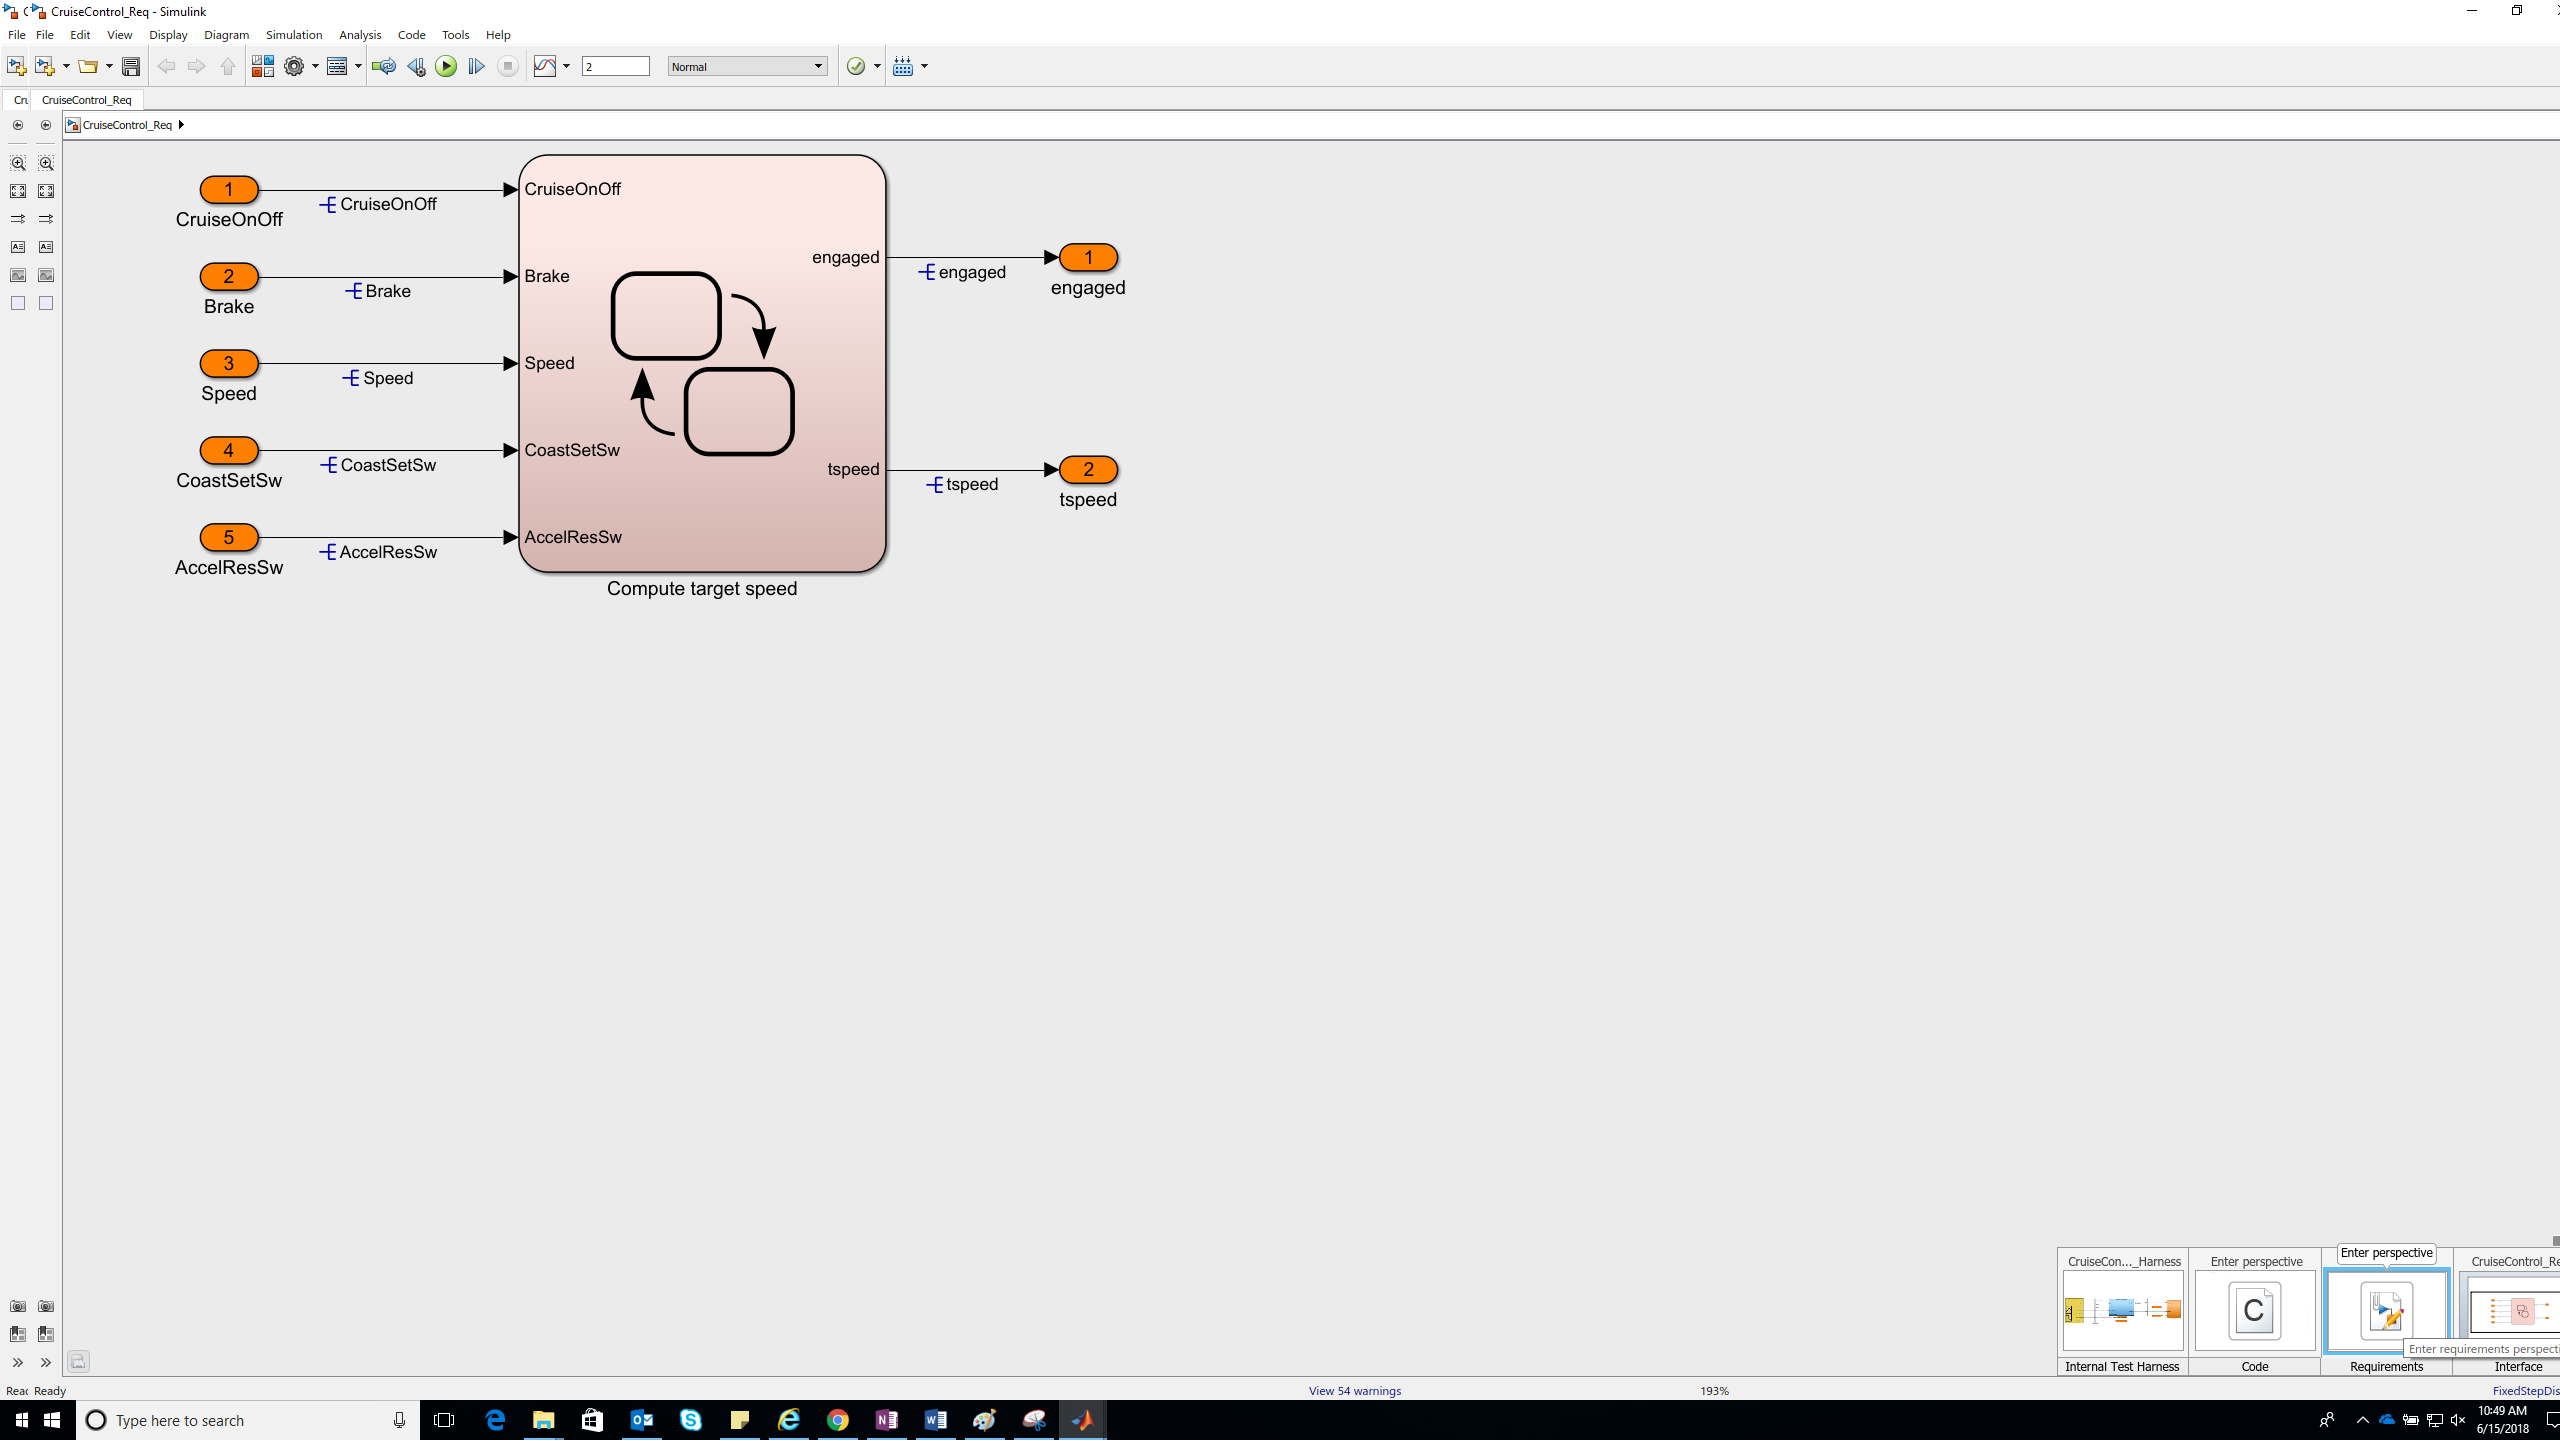 CruiseControl_Req - Simulink
File File Edit View Display Diagram Simulation Analysis Code Tools Help
2 Normal
CruiseControl_Req
CruiseControl_Req
1 CruiseOnOff
CruiseOnOff
CruiseOnOff
2 Brake
Brake
Brake
3 Speed
Speed
Speed
4 CoastSetSw
CoastSetSw
CoastSetSw
5 AccelResSw
AccelResSw
AccelResSw
engaged 1
engaged
engaged
tspeed 2
tspeed
tspeed
Compute target speed
Enter perspective
CruiseCon..._Harness Enter perspective CruiseControl_Re
C
Enter requirements perspecti
Internal Test Harness Code Requirements Interface
Ready View 54 warnings 193% FixedStepDis
Type here to search
10:49 AM
6/15/2018